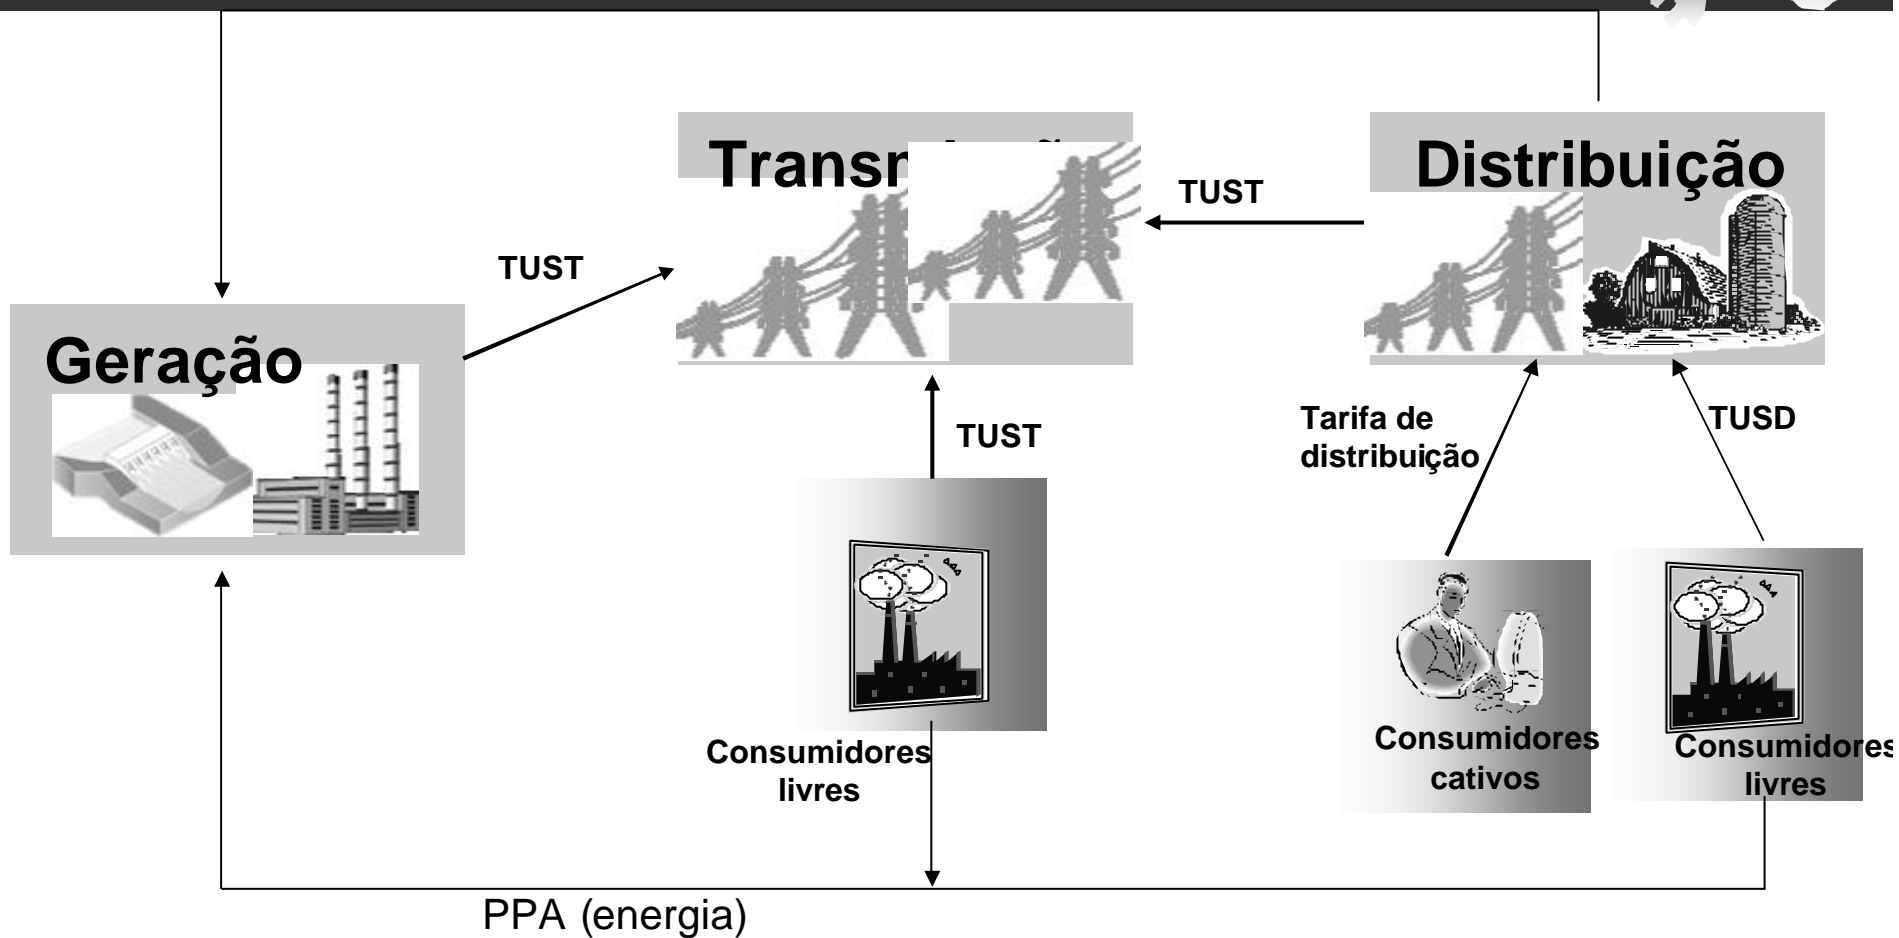 Distribuição
TUST
TUST
Geração
Tarifa de
distribuição
TUSD
TUST
Consumidores
cativos
Consumidores
livres
Consumidores
livres
PPA (energia)